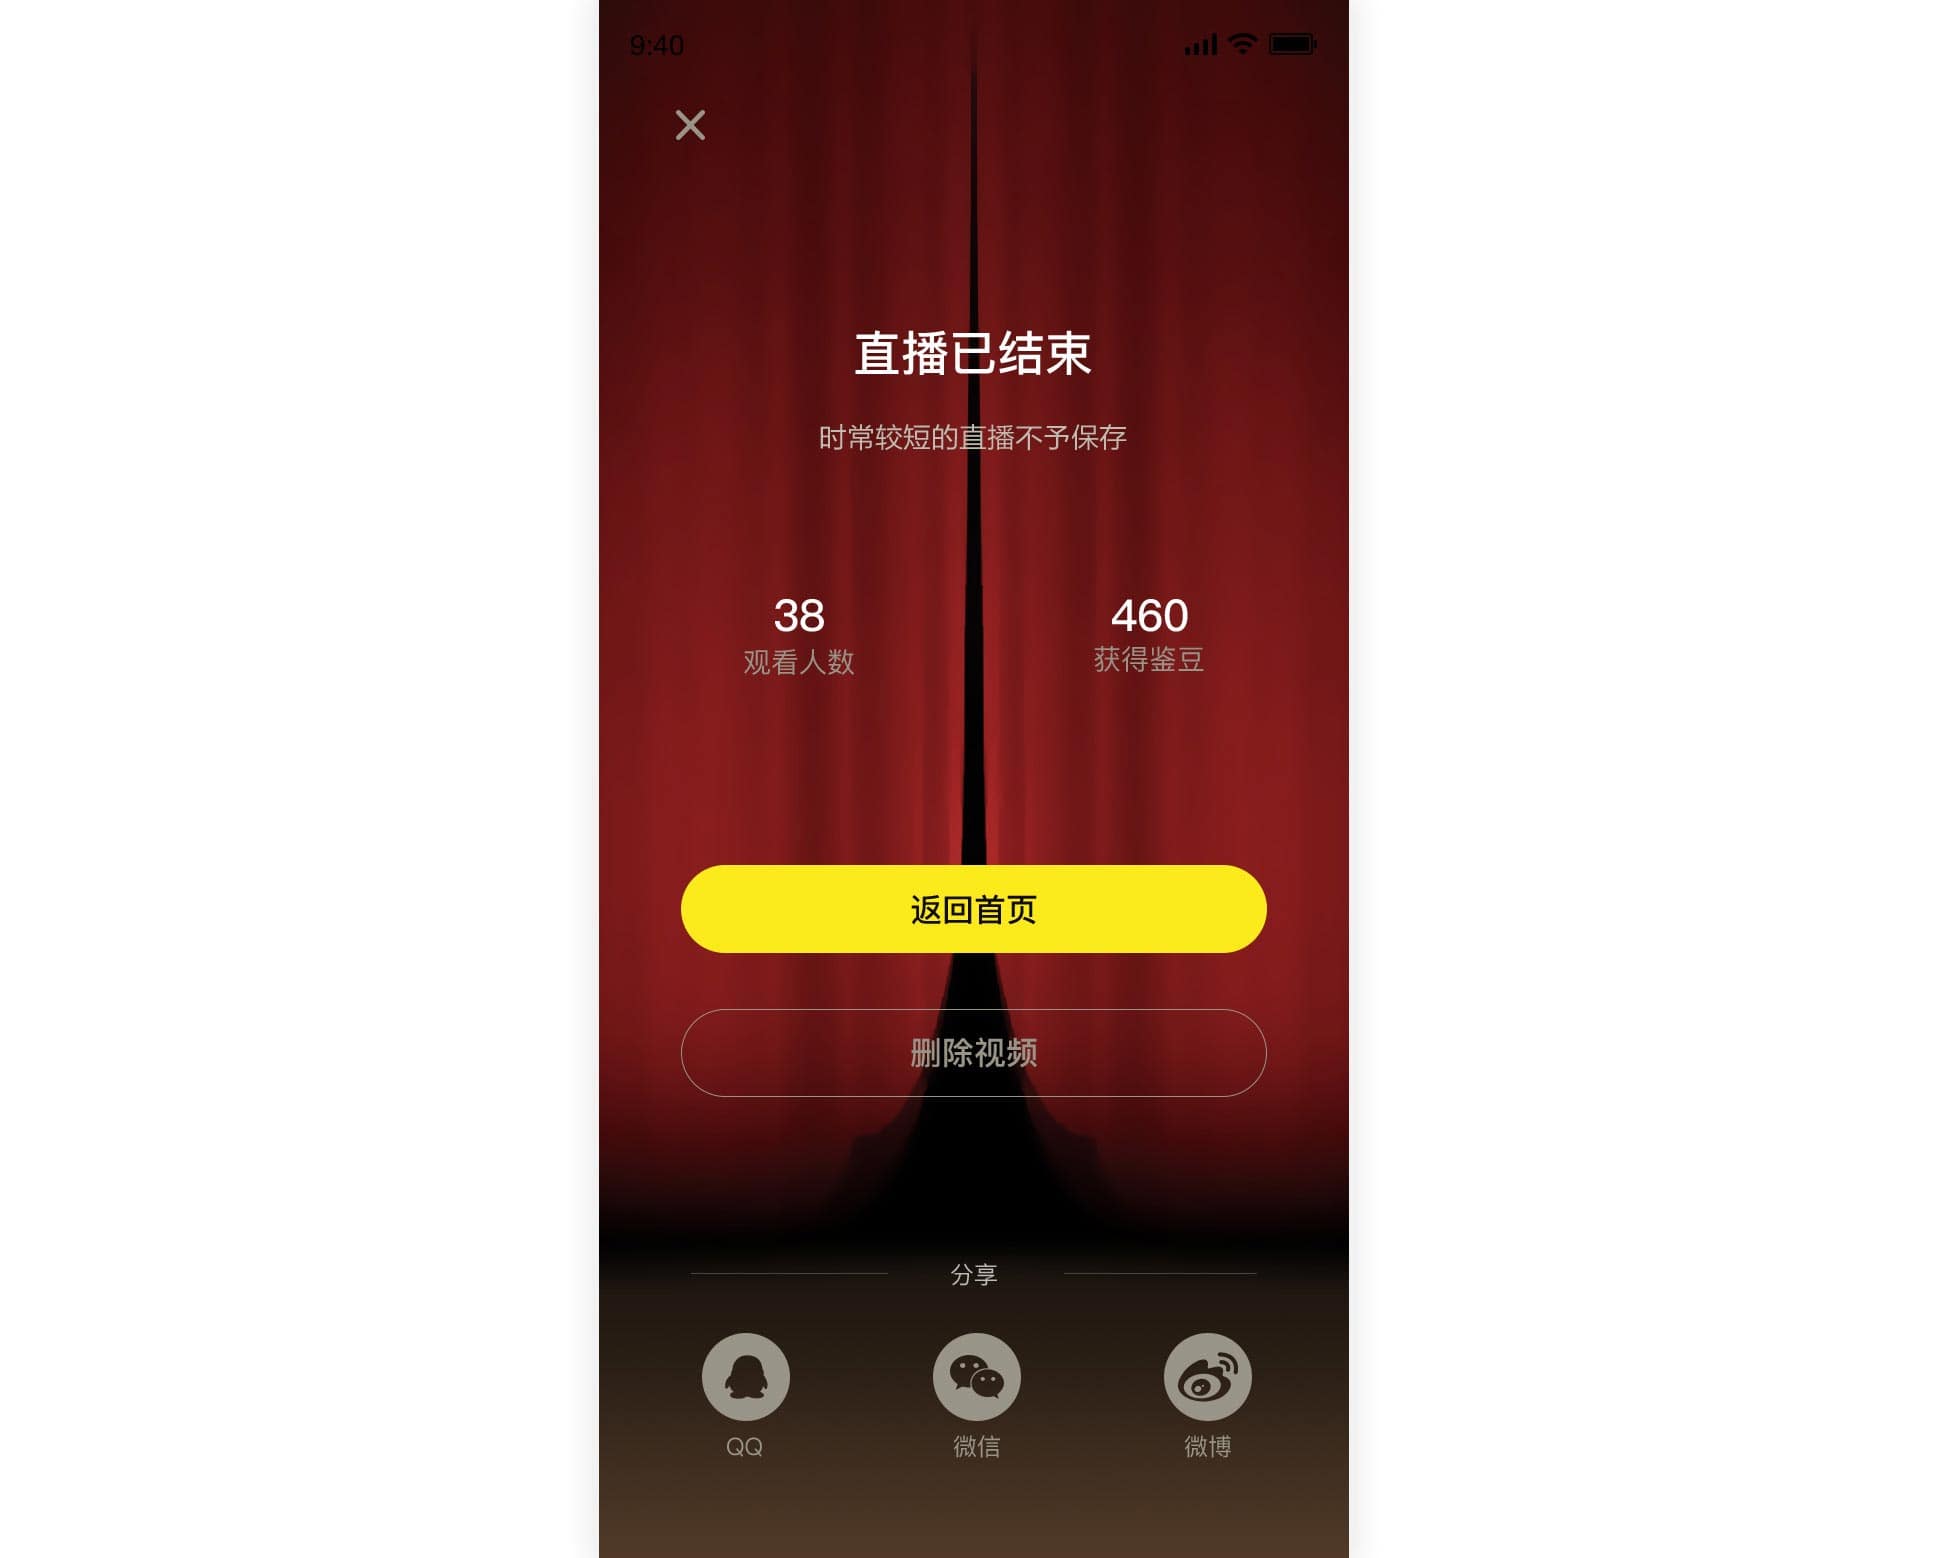 9:40
直播已结束
时常较短的直播不予保存
38
观看人数
460
获得鉴豆
返回首页
删除视频
分享
QQ
微信
微博